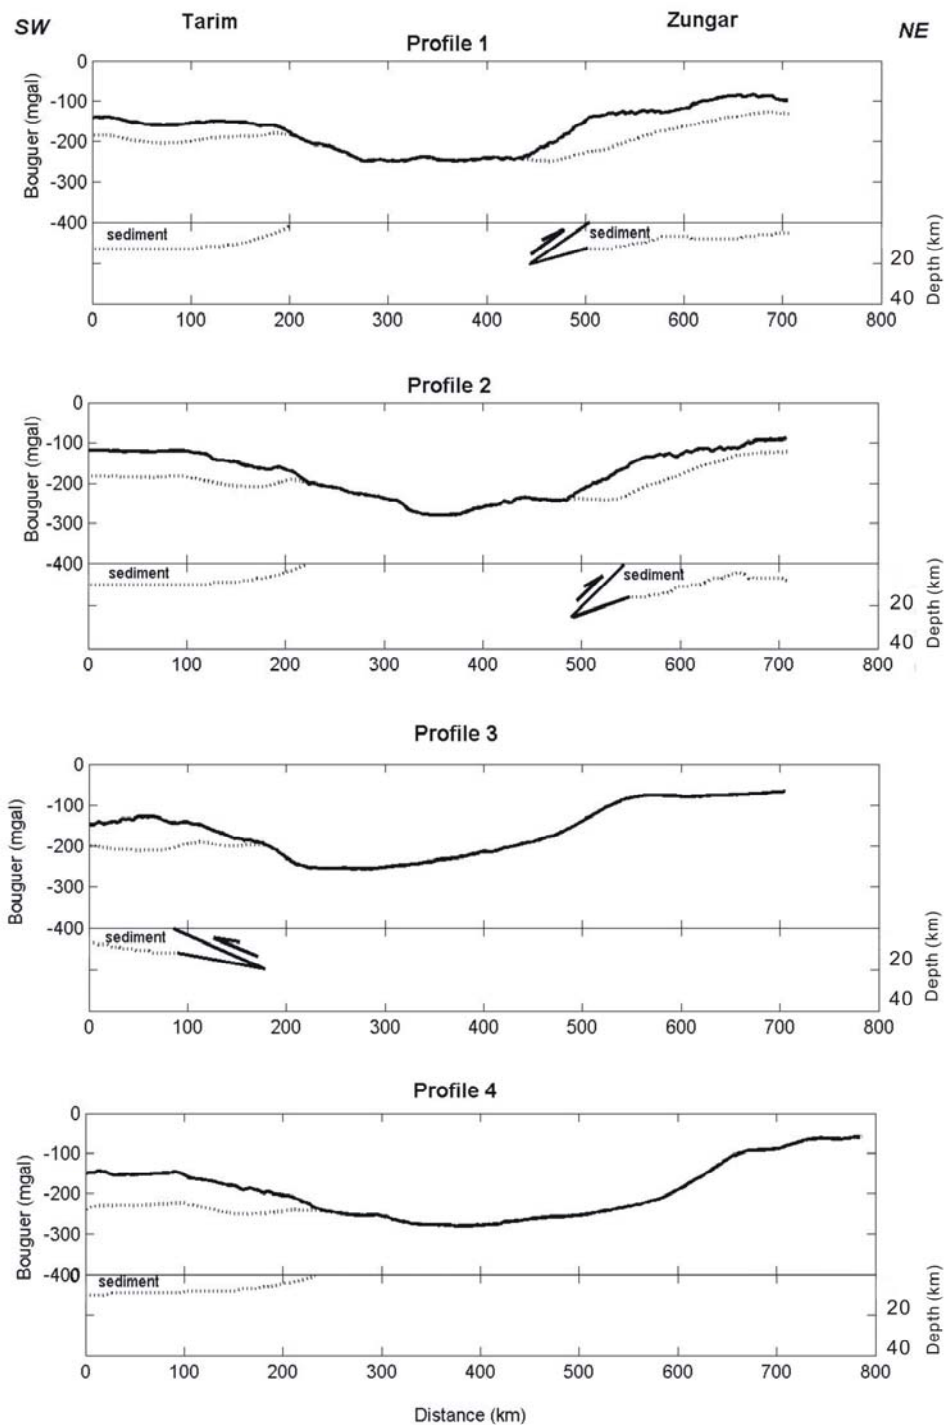 SW Tarim Zungar NE
Profile 1
Bouguer (mgal)
0
-100
-200
-300
-400
sediment sediment
20
40
Depth (km)
0 100 200 300 400 500 600 700 800
Profile 2
Bouguer (mgal)
0
-100
-200
-300
-400
sediment sediment
20
40
Depth (km)
0 100 200 300 400 500 600 700 800
Profile 3
Bouguer (mgal)
0
-100
-200
-300
-400
sediment
20
40
Depth (km)
0 100 200 300 400 500 600 700 800
Profile 4
Bouguer (mgal)
0
-100
-200
-300
-400
0
sediment
20
40
Depth (km)
0 100 200 300 400 500 600 700 800
Distance (km)